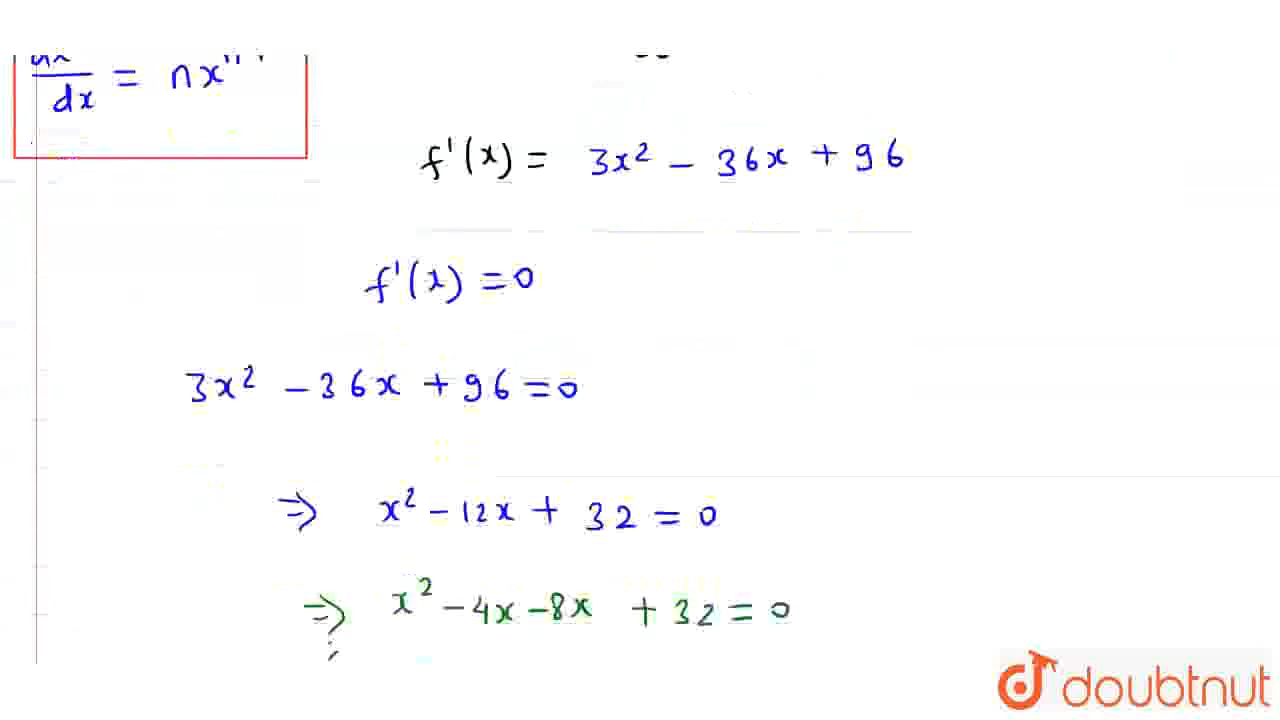 dx = nx
f'(x) = 3x² - 36x + 96
f'(x) = 0
3x² - 36x + 96 = 0
⇒ x² - 12x + 32 = 0
⇒ x² - 4x - 8x + 32 = 0
doubtnut